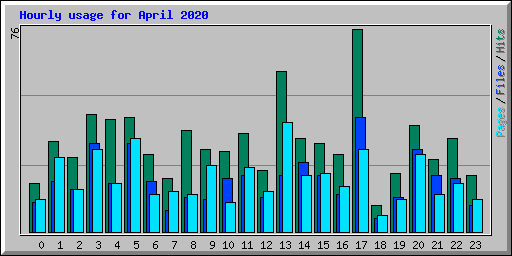 Hourly usage for April 2020
76
Pages/Files/Hits
0 1 2 3 4 5 6 7 8 9 10 11 12 13 14 15 16 17 18 19 20 21 22 23